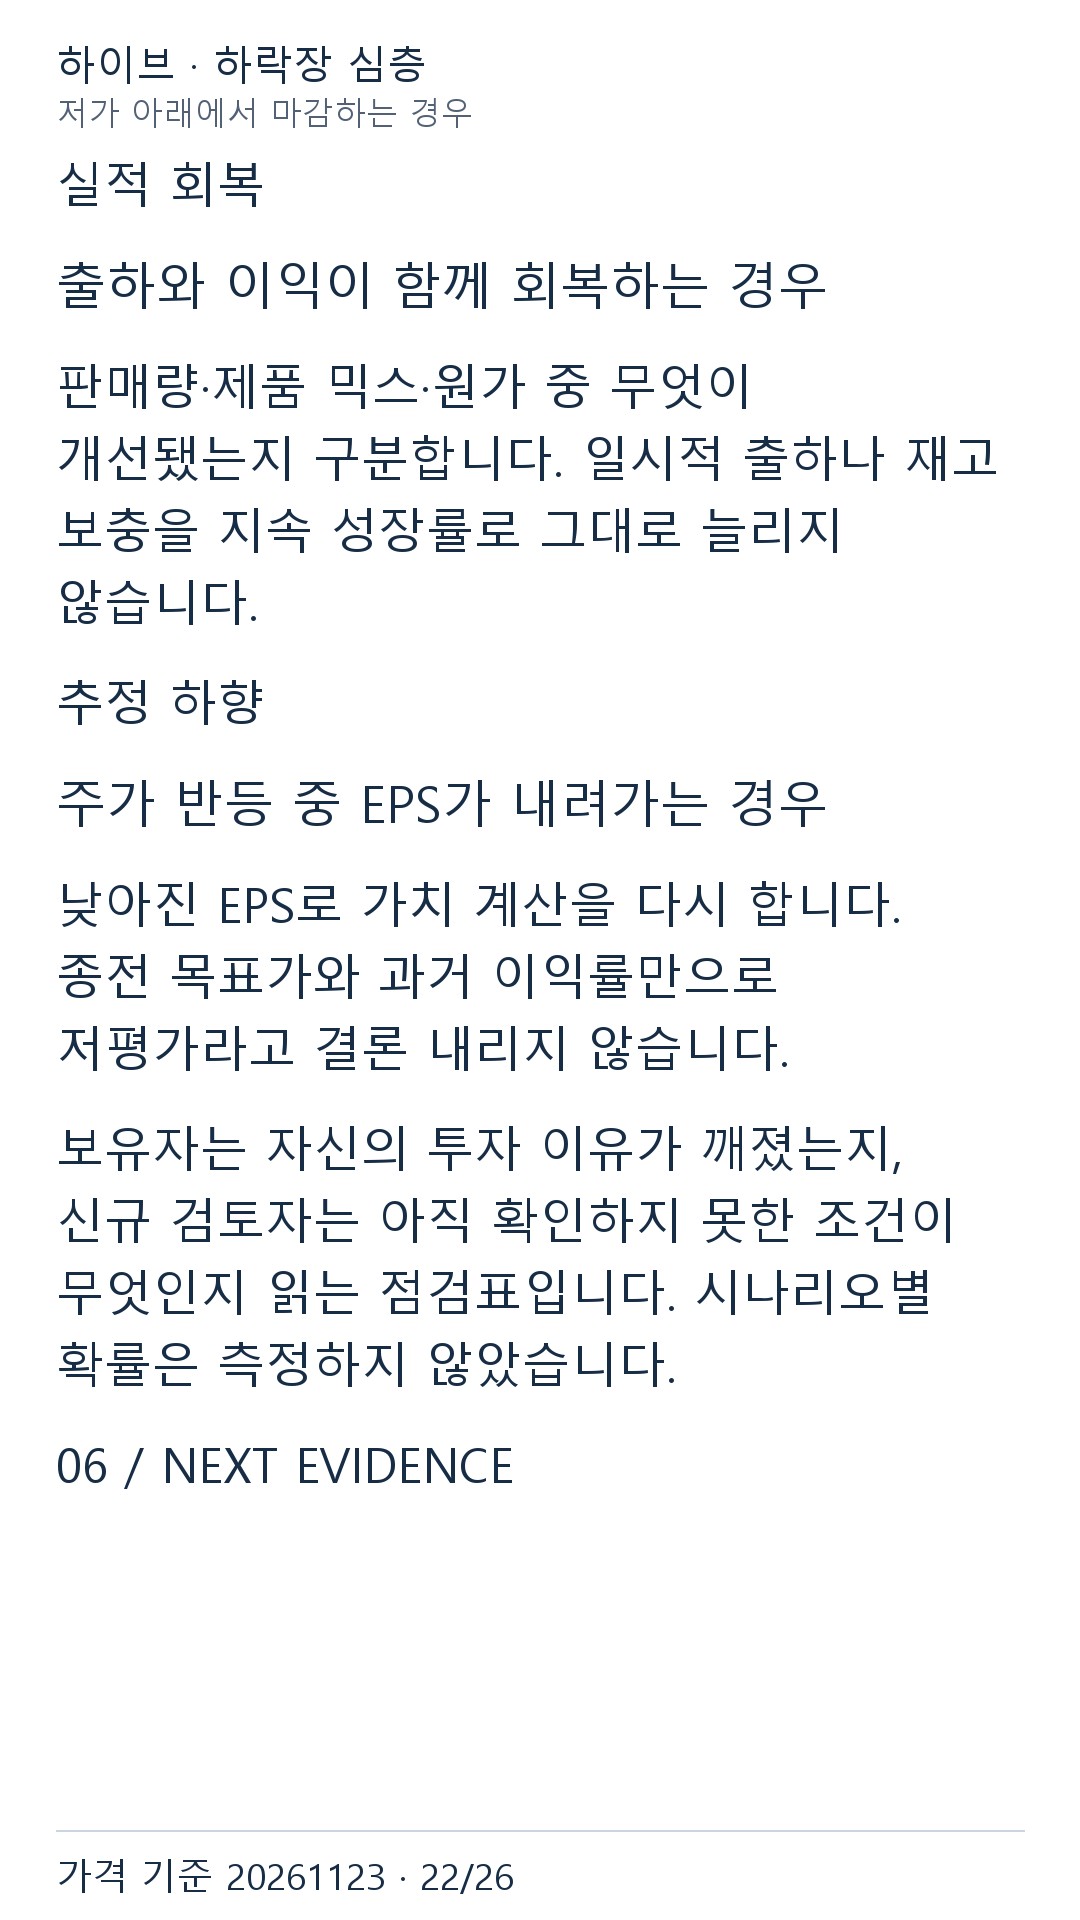 하이브 · 하락장 심층
저가 아래에서 마감하는 경우
실적 회복
출하와 이익이 함께 회복하는 경우
판매량·제품 믹스·원가 중 무엇이
개선됐는지 구분합니다. 일시적 출하나 재고
보충을 지속 성장률로 그대로 늘리지
않습니다.
추정 하향
주가 반등 중 EPS가 내려가는 경우
낮아진 EPS로 가치 계산을 다시 합니다.
종전 목표가와 과거 이익률만으로
저평가라고 결론 내리지 않습니다.
보유자는 자신의 투자 이유가 깨졌는지,
신규 검토자는 아직 확인하지 못한 조건이
무엇인지 읽는 점검표입니다. 시나리오별
확률은 측정하지 않았습니다.
06 / NEXT EVIDENCE
가격 기준 20261123 · 22/26